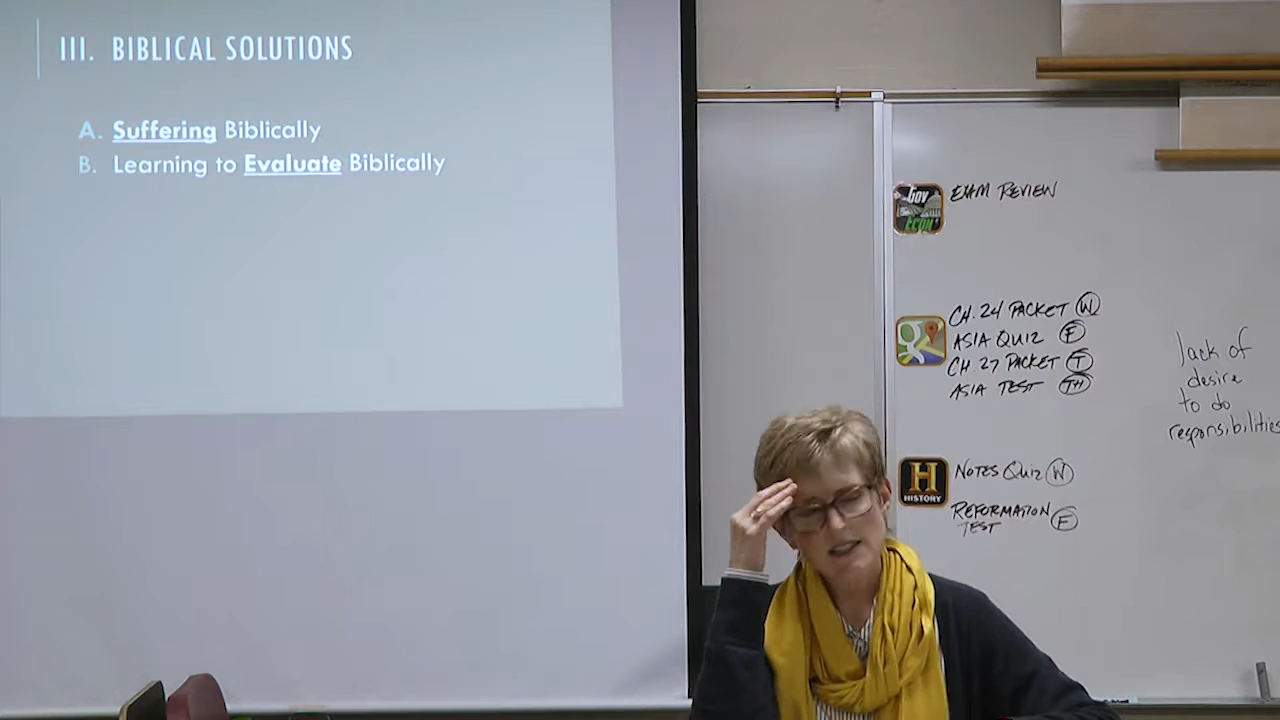 III. BIBLICAL SOLUTIONS
A. Suffering Biblically
B. Learning to Evaluate Biblically
GOV
ECON
EXAM REVIEW
CH. 24 PACKET W
ASIA QUIZ F
CH 27 PACKET T
ASIA TEST TH
lack of
desire
to do
responsibilities
H
HISTORY
NOTES QUIZ W
REFORMATION
TEST F